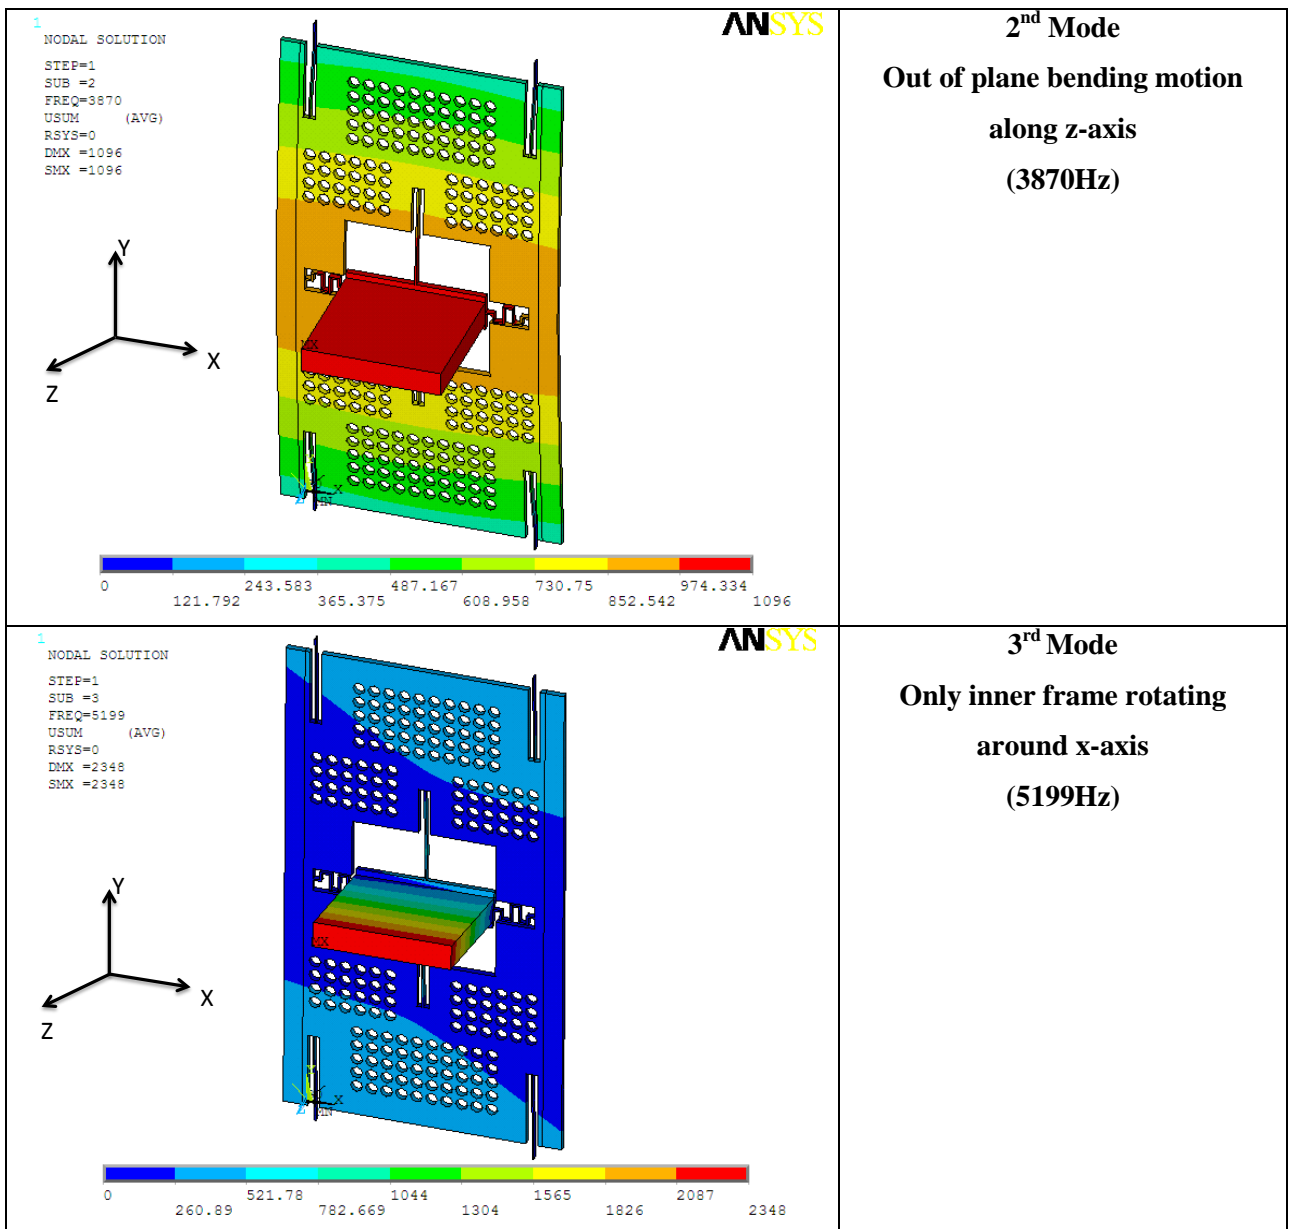 1
ANSYS
NODAL SOLUTION
STEP=1
SUB =2
FREQ=3870
USUM (AVG)
RSYS=0
DMX =1096
SMX =1096
Y
X
Z
MX
X
Z
MN
0 243.583 487.167 730.75 974.334
121.792 365.375 608.958 852.542 1096
2nd Mode
Out of plane bending motion
along z-axis
(3870Hz)
1
ANSYS
NODAL SOLUTION
STEP=1
SUB =3
FREQ=5199
USUM (AVG)
RSYS=0
DMX =2348
SMX =2348
Y
X
Z
MX
X
Z
MN
0 521.78 1044 1565 2087
260.89 782.669 1304 1826 2348
3rd Mode
Only inner frame rotating
around x-axis
(5199Hz)